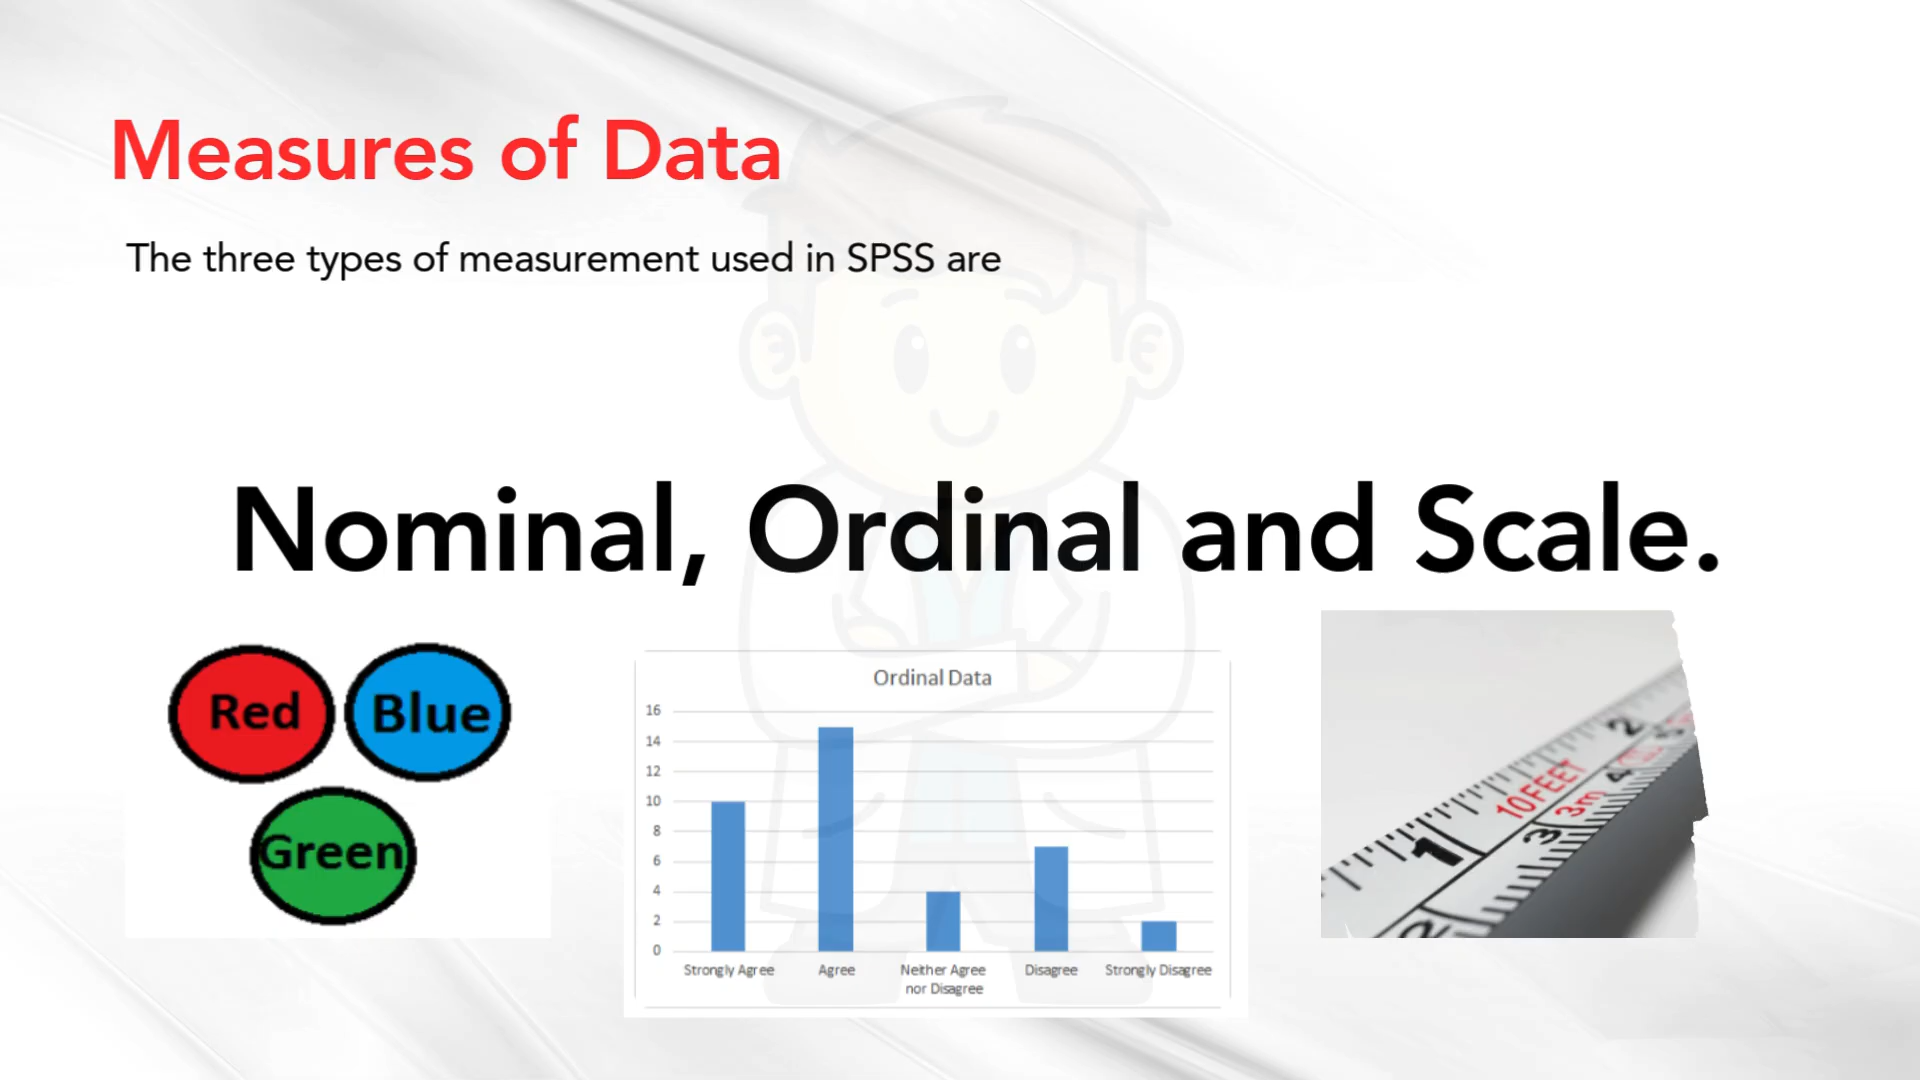 Measures of Data
The three types of measurement used in SPSS are
Nominal, Ordinal and Scale.
Red Blue
Green
Ordinal Data
16
14
12
10
8
6
4
2
0
Strongly Agree Agree Neither Agree nor Disagree Disagree Strongly Disagree
10FEET
3m
1
2
3
4
2